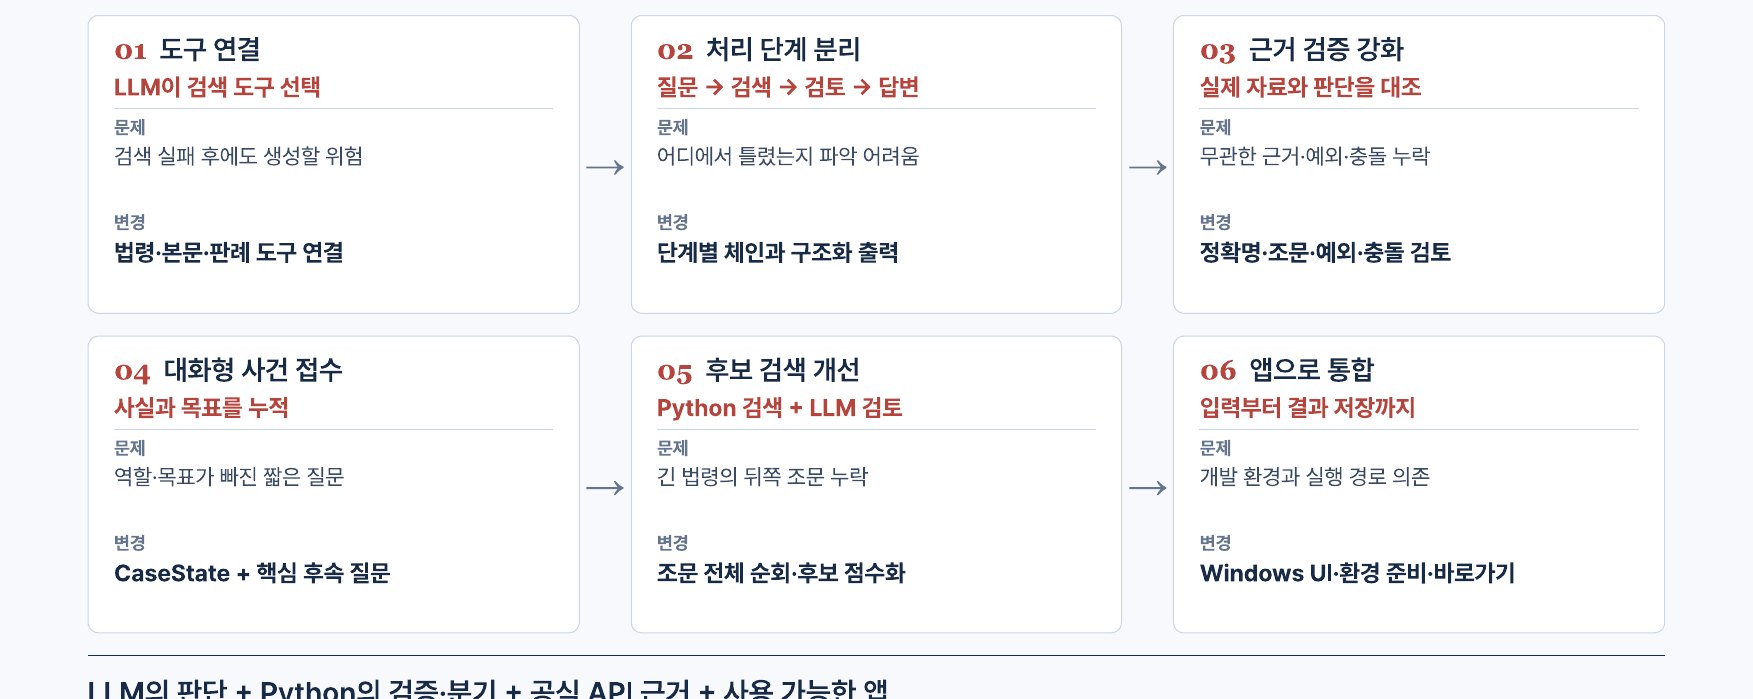 01 도구 연결
LLM이 검색 도구 선택
문제
검색 실패 후에도 생성할 위험
변경
법령·본문·판례 도구 연결
→
02 처리 단계 분리
질문 → 검색 → 검토 → 답변
문제
어디에서 틀렸는지 파악 어려움
변경
단계별 체인과 구조화 출력
→
03 근거 검증 강화
실제 자료와 판단을 대조
문제
무관한 근거·예외·충돌 누락
변경
정확명·조문·예외·충돌 검토
04 대화형 사건 접수
사실과 목표를 누적
문제
역할·목표가 빠진 짧은 질문
변경
CaseState + 핵심 후속 질문
→
05 후보 검색 개선
Python 검색 + LLM 검토
문제
긴 법령의 뒤쪽 조문 누락
변경
조문 전체 순회·후보 점수화
→
06 앱으로 통합
입력부터 결과 저장까지
문제
개발 환경과 실행 경로 의존
변경
Windows UI·환경 준비·바로가기
LLM의 판단 + Python의 검증·분기 + 공식 API 근거 + 사용 가능한 앱